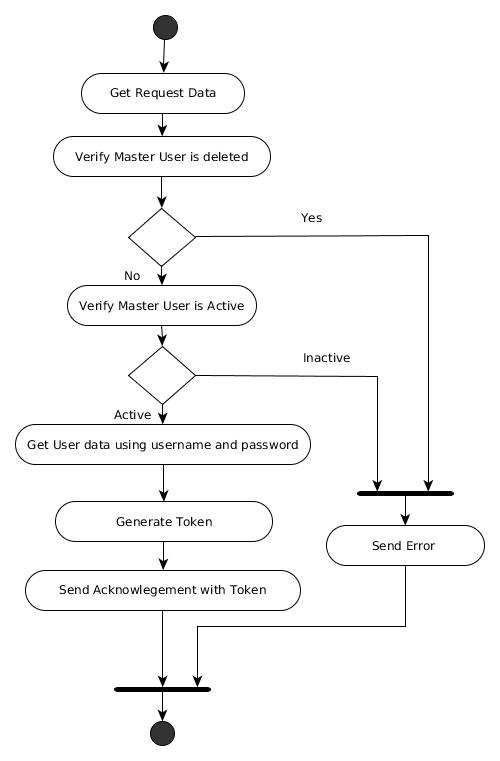 Get Request Data
Verify Master User is deleted
Yes
No
Verify Master User is Active
Inactive
Active
Get User data using username and password
Generate Token
Send Error
Send Acknowlegement with Token